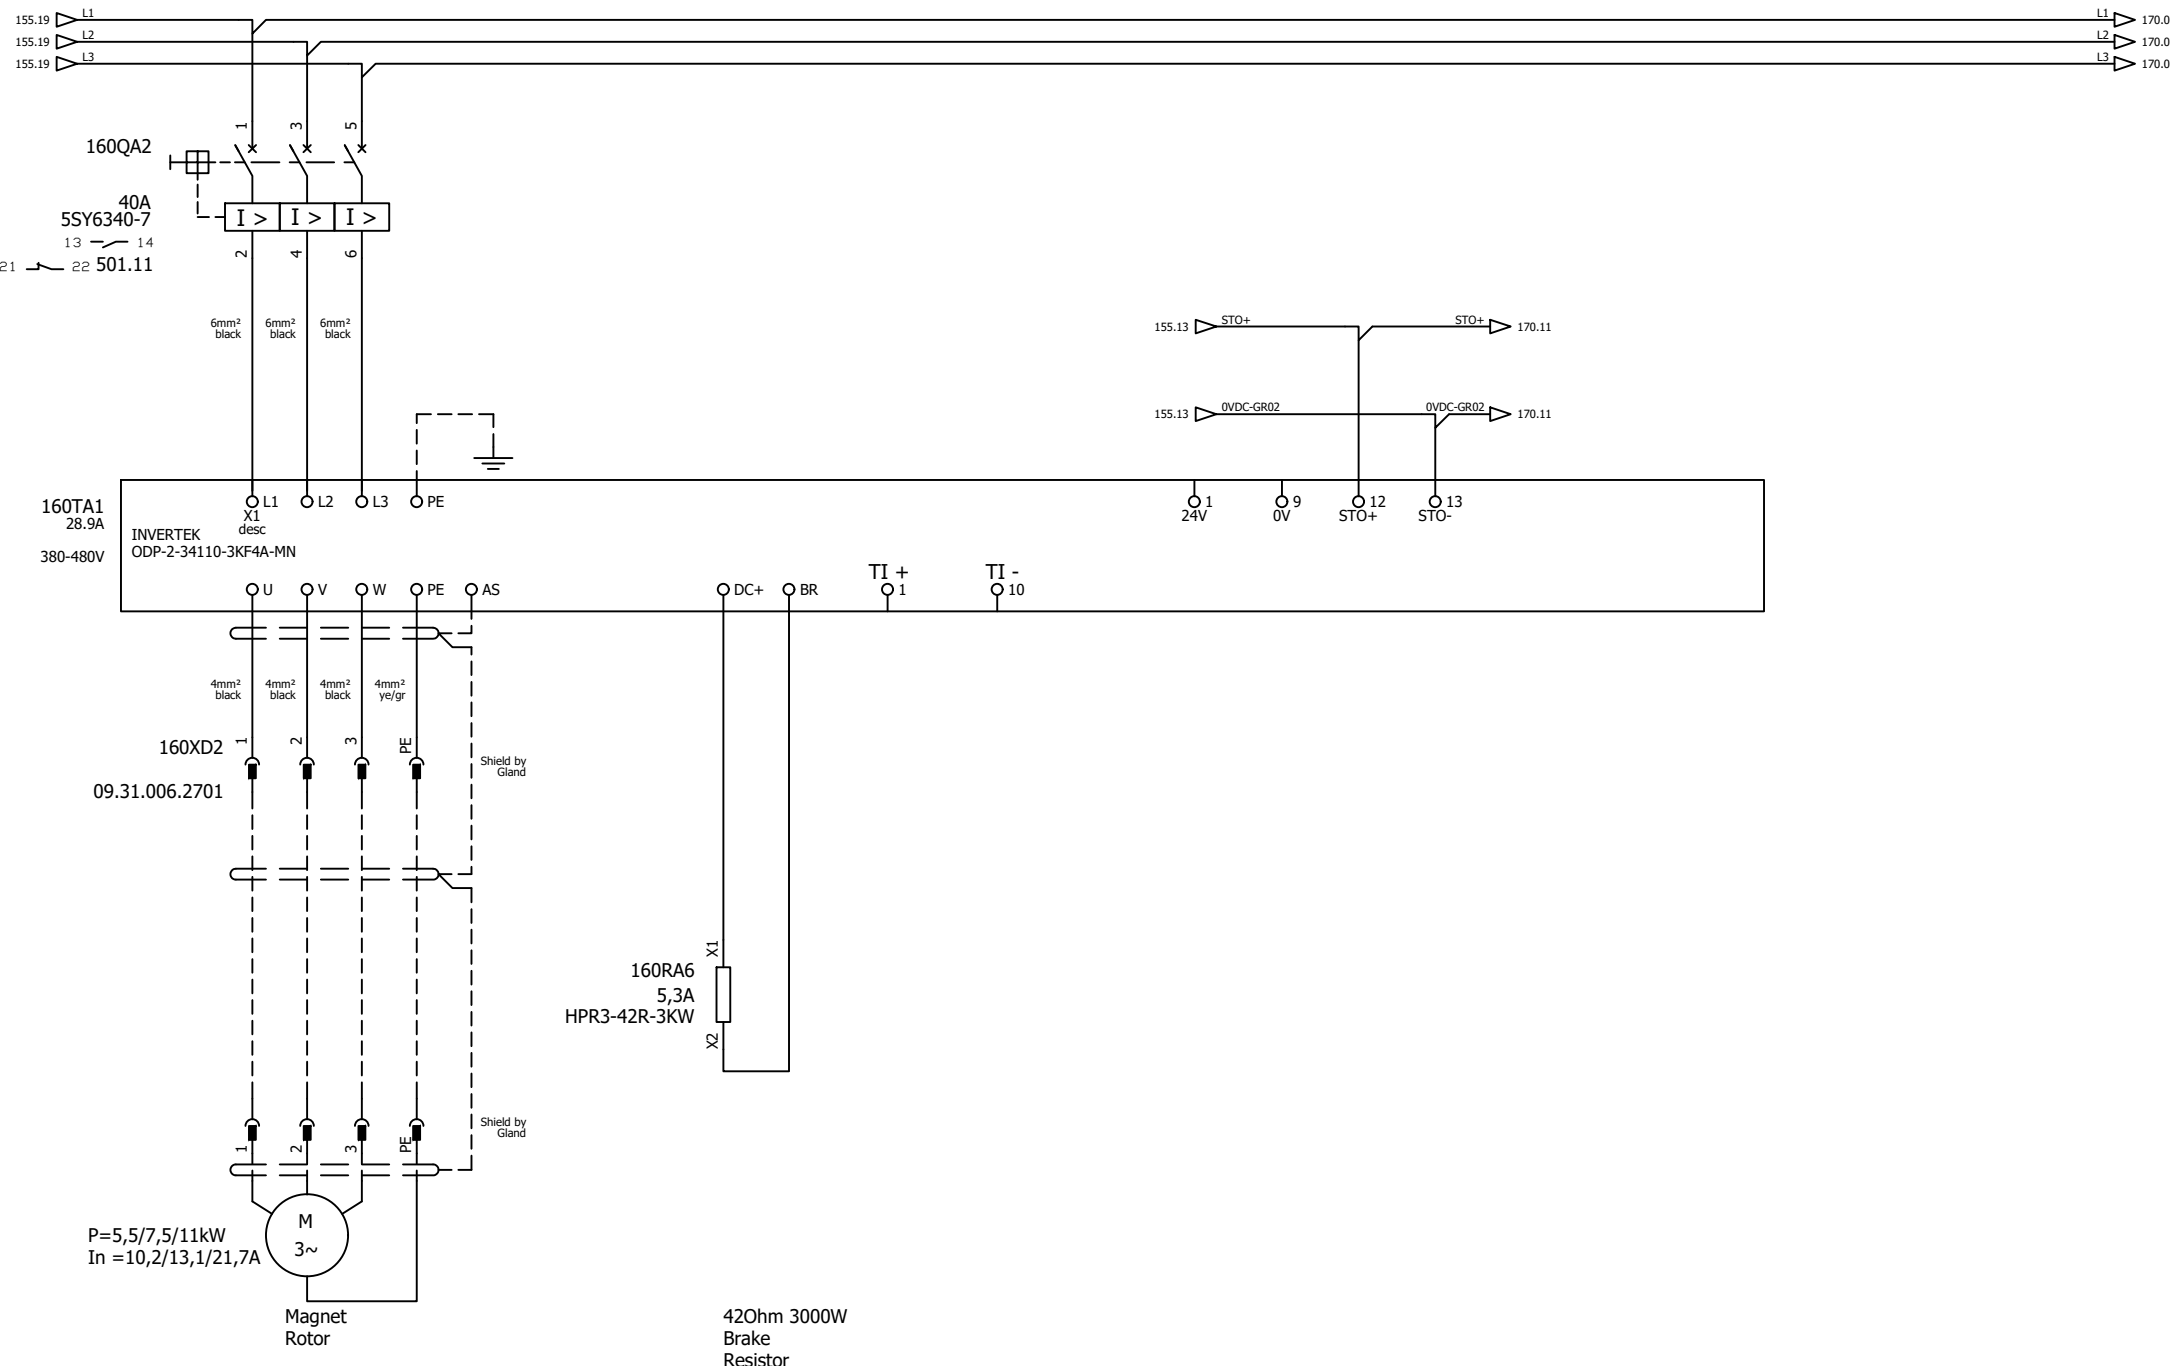 155.19 L1 L1 170.0
155.19 L2 L2 170.0
155.19 L3 L3 170.0
1 3 5
160QA2
40A
5SY6340-7
I > I > I >
13 14
21 22 501.11
2 4 6
6mm² 6mm² 6mm²
black black black
155.13 STO+ STO+ 170.11
155.13 0VDC-GR02 0VDC-GR02 170.11
160TA1
28.9A
380-480V
L1 L2 L3 PE
X1
desc
INVERTEK
ODP-2-34110-3KF4A-MN
1 9 12 13
24V 0V STO+ STO-
TI + TI -
U V W PE AS DC+ BR 1 10
4mm² 4mm² 4mm² 4mm²
black black black ye/gr
160XD2 1 2 3 PE
09.31.006.2701
Shield by
Gland
X1
160RA6
5,3A
HPR3-42R-3KW
X2
Shield by
Gland
1 2 3 PE
M
3~
P=5,5/7,5/11kW
In =10,2/13,1/21,7A
Magnet
Rotor
42Ohm 3000W
Brake
Resistor